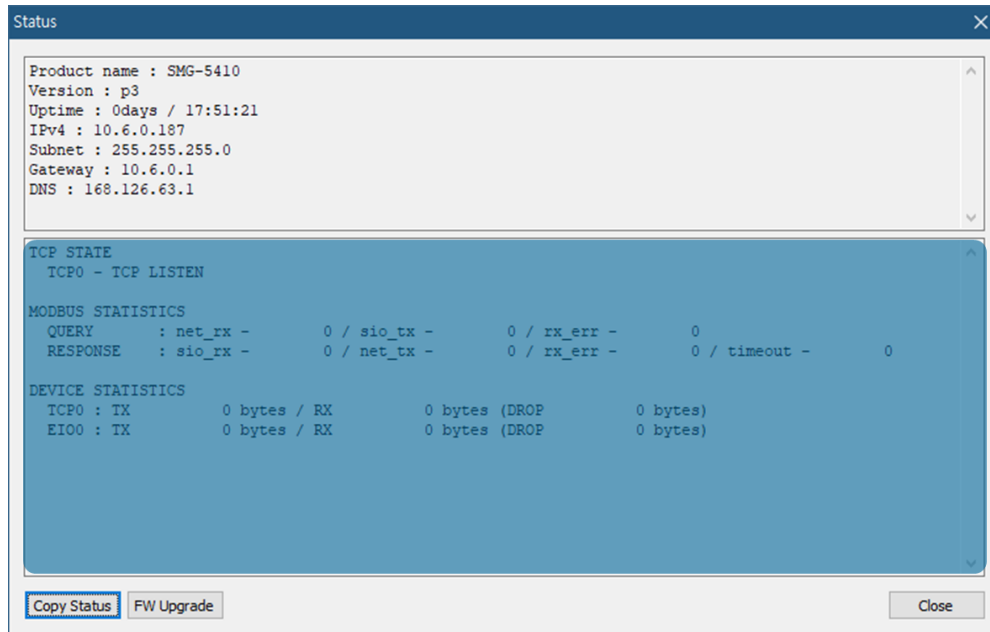 Status
Product name : SMG-5410
Version : p3
Uptime : 0days / 17:51:21
IPv4 : 10.6.0.187
Subnet : 255.255.255.0
Gateway : 10.6.0.1
DNS : 168.126.63.1
TCP STATE
TCP0 - TCP LISTEN
MODBUS STATISTICS
QUERY : net_rx - 0 / sio_tx - 0 / rx_err - 0
RESPONSE : sio_rx - 0 / net_tx - 0 / rx_err - 0 / timeout - 0
DEVICE STATISTICS
TCP0 : TX 0 bytes / RX 0 bytes (DROP 0 bytes)
EIO0 : TX 0 bytes / RX 0 bytes (DROP 0 bytes)
Copy Status FW Upgrade Close